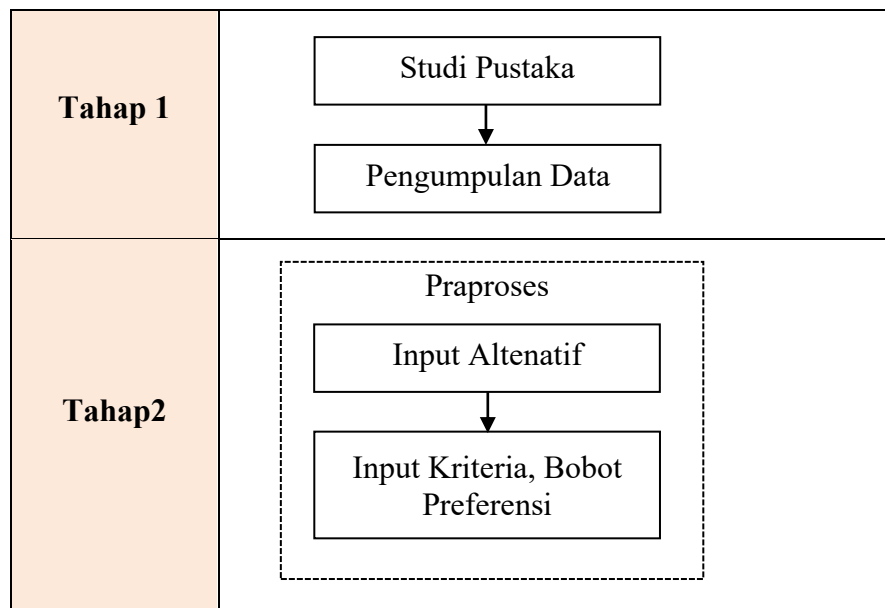 Tahap 1
Studi Pustaka
Pengumpulan Data
Tahap2
Praproses
Input Altenatif
Input Kriteria, Bobot
Preferensi